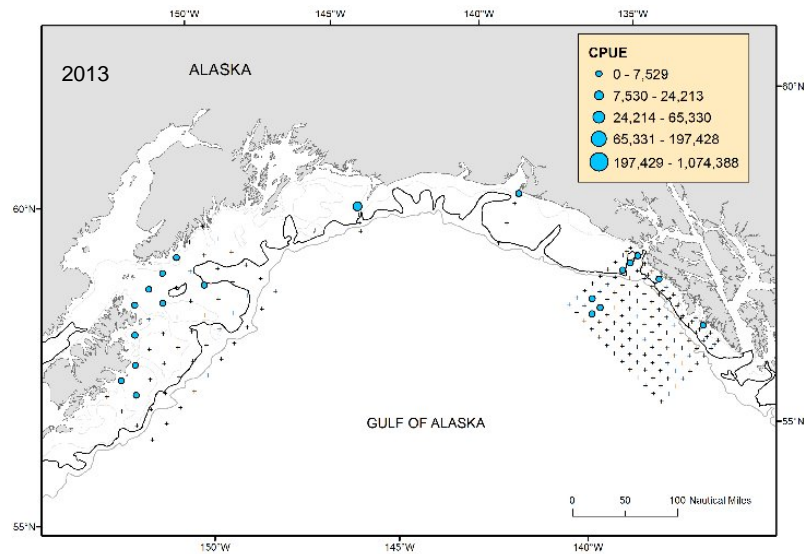 150°W 145°W 140°W 135°W
2013
ALASKA
CPUE
0 - 7,529
7,530 - 24,213
24,214 - 65,330
65,331 - 197,428
197,429 - 1,074,388
60°N
60°N
GULF OF ALASKA
55°N
0 50 100 Nautical Miles
55°N
150°W 145°W 140°W